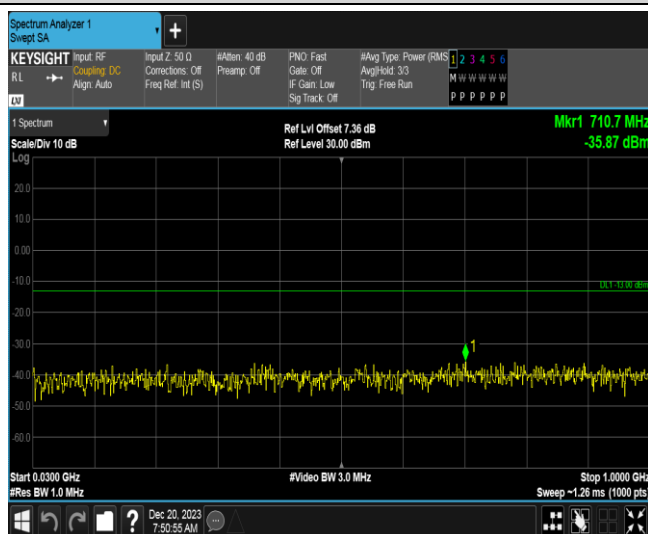 Spectrum Analyzer 1
Swept SA
+
KEYSIGHT Input: RF Input Z: 50 Ω #Atten: 40 dB PNO: Fast #Avg Type: Power (RMS 1 2 3 4 5 6
RL Coupling: DC Corrections: Off Preamp: Off Gate: Off Avg|Hold: 3/3 M W W W W W
Align: Auto Freq Ref: Int (S) IF Gain: Low Trig: Free Run
Sig Track: Off P P P P P P
LXI
1 Spectrum Ref Lvl Offset 7.36 dB Mkr1 710.7 MHz
Scale/Div 10 dB Ref Level 30.00 dBm -35.87 dBm
Log
20.0
10.0
0.00
-10.0
DL1 -13.00 dBm
-20.0
-30.0
1
-40.0
-50.0
-60.0
Start 0.0300 GHz #Video BW 3.0 MHz Stop 1.0000 GHz
#Res BW 1.0 MHz Sweep ~1.26 ms (1000 pts)
? Dec 20, 2023
7:50:55 AM